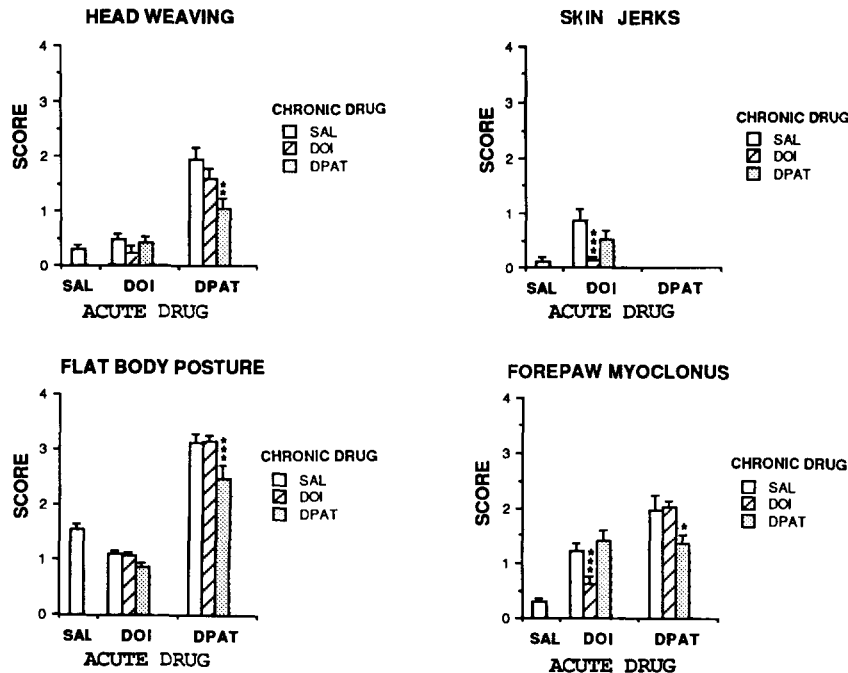 HEAD WEAVING
4
3
2
1
0
SCORE
**
SAL DOI DPAT
ACUTE DRUG
CHRONIC DRUG
SAL
DOI
DPAT
SKIN JERKS
4
3
2
1
0
SCORE
***
SAL DOI DPAT
ACUTE DRUG
CHRONIC DRUG
SAL
DOI
DPAT
FLAT BODY POSTURE
4
3
2
1
0
SCORE
***
SAL DOI DPAT
ACUTE DRUG
CHRONIC DRUG
SAL
DOI
DPAT
FOREPAW MYOCLONUS
4
3
2
1
0
SCORE
***
*
SAL DOI DPAT
ACUTE DRUG
CHRONIC DRUG
SAL
DOI
DPAT